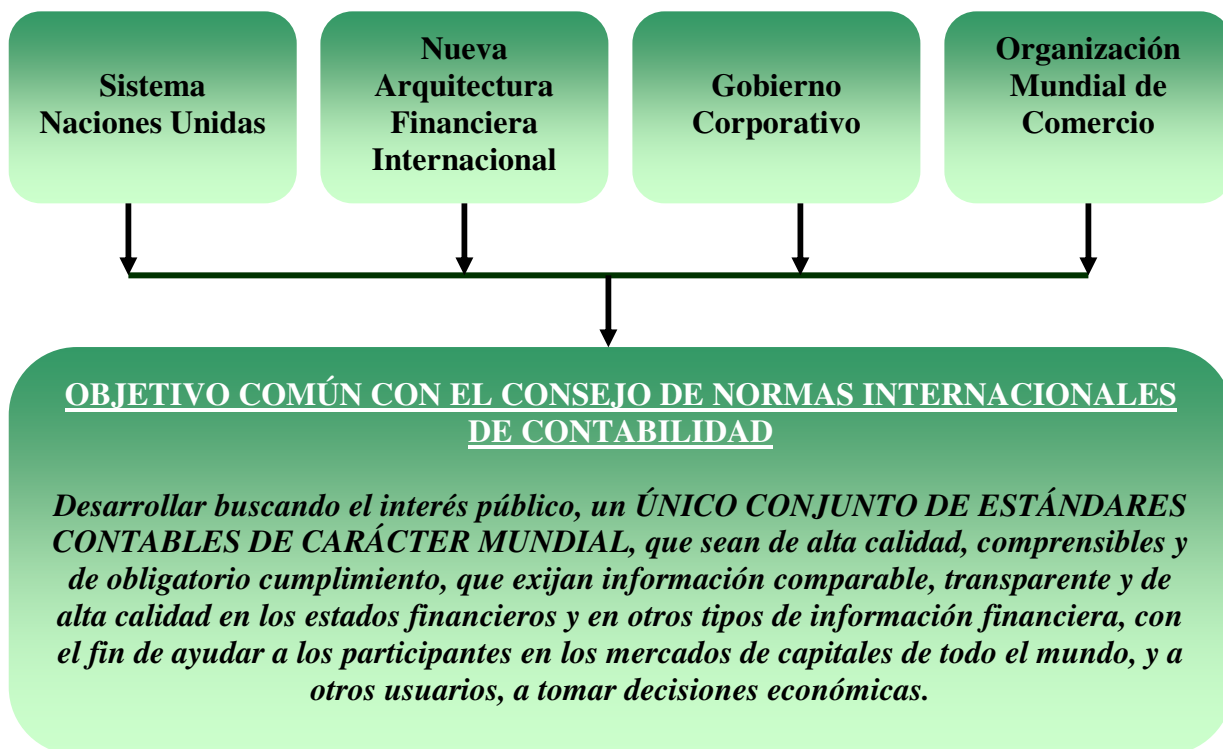 Sistema
Naciones Unidas
Nueva
Arquitectura
Financiera
Internacional
Gobierno
Corporativo
Organización
Mundial de
Comercio
OBJETIVO COMÚN CON EL CONSEJO DE NORMAS INTERNACIONALES
DE CONTABILIDAD
Desarrollar buscando el interés público, un ÚNICO CONJUNTO DE ESTÁNDARES
CONTABLES DE CARÁCTER MUNDIAL, que sean de alta calidad, comprensibles y
de obligatorio cumplimiento, que exijan información comparable, transparente y de
alta calidad en los estados financieros y en otros tipos de información financiera, con
el fin de ayudar a los participantes en los mercados de capitales de todo el mundo, y a
otros usuarios, a tomar decisiones económicas.